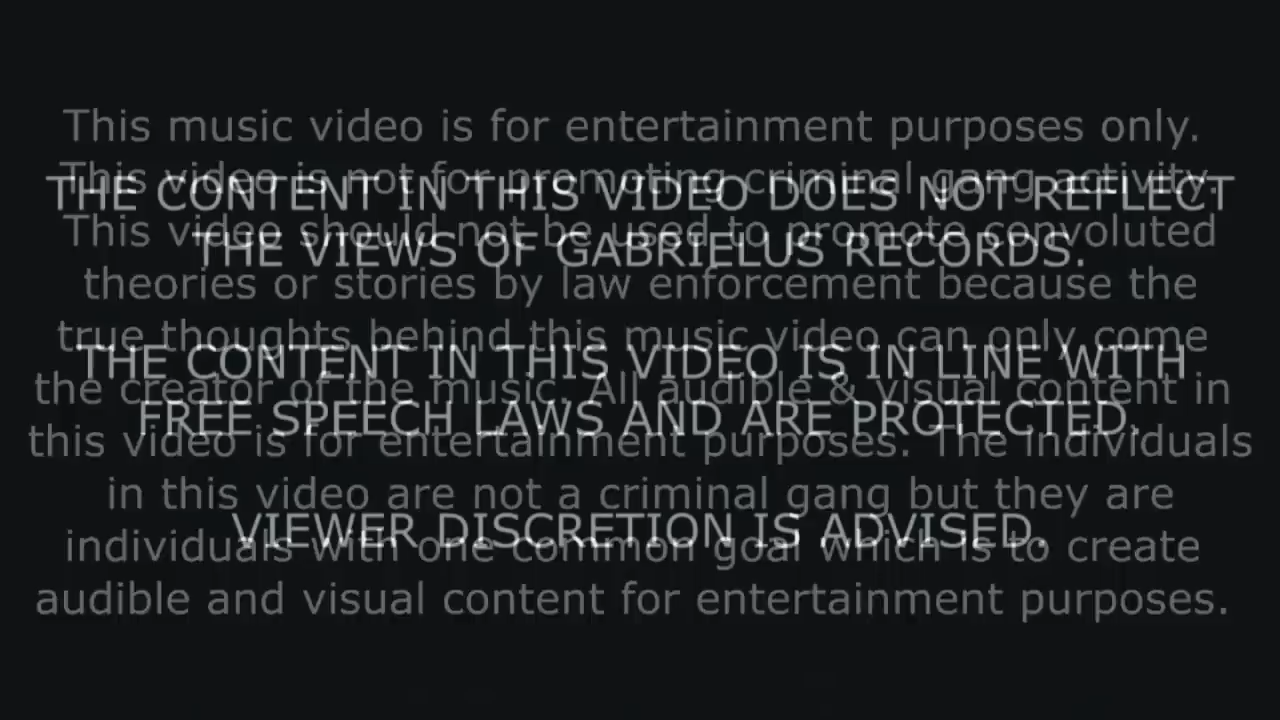 This music video is for entertainment purposes only.
This video is not for promoting criminal gang activity.
This video should not be used to promote convoluted
theories or stories by law enforcement because the
true thoughts behind this music video can only come
the creator of the music. All audible & visual content in
this video is for entertainment purposes. The individuals
in this video are not a criminal gang but they are
individuals with one common goal which is to create
audible and visual content for entertainment purposes.
THE CONTENT IN THIS VIDEO DOES NOT REFLECT
THE VIEWS OF GABRIELUS RECORDS.
THE CONTENT IN THIS VIDEO IS IN LINE WITH
FREE SPEECH LAWS AND ARE PROTECTED.
VIEWER DISCRETION IS ADVISED.